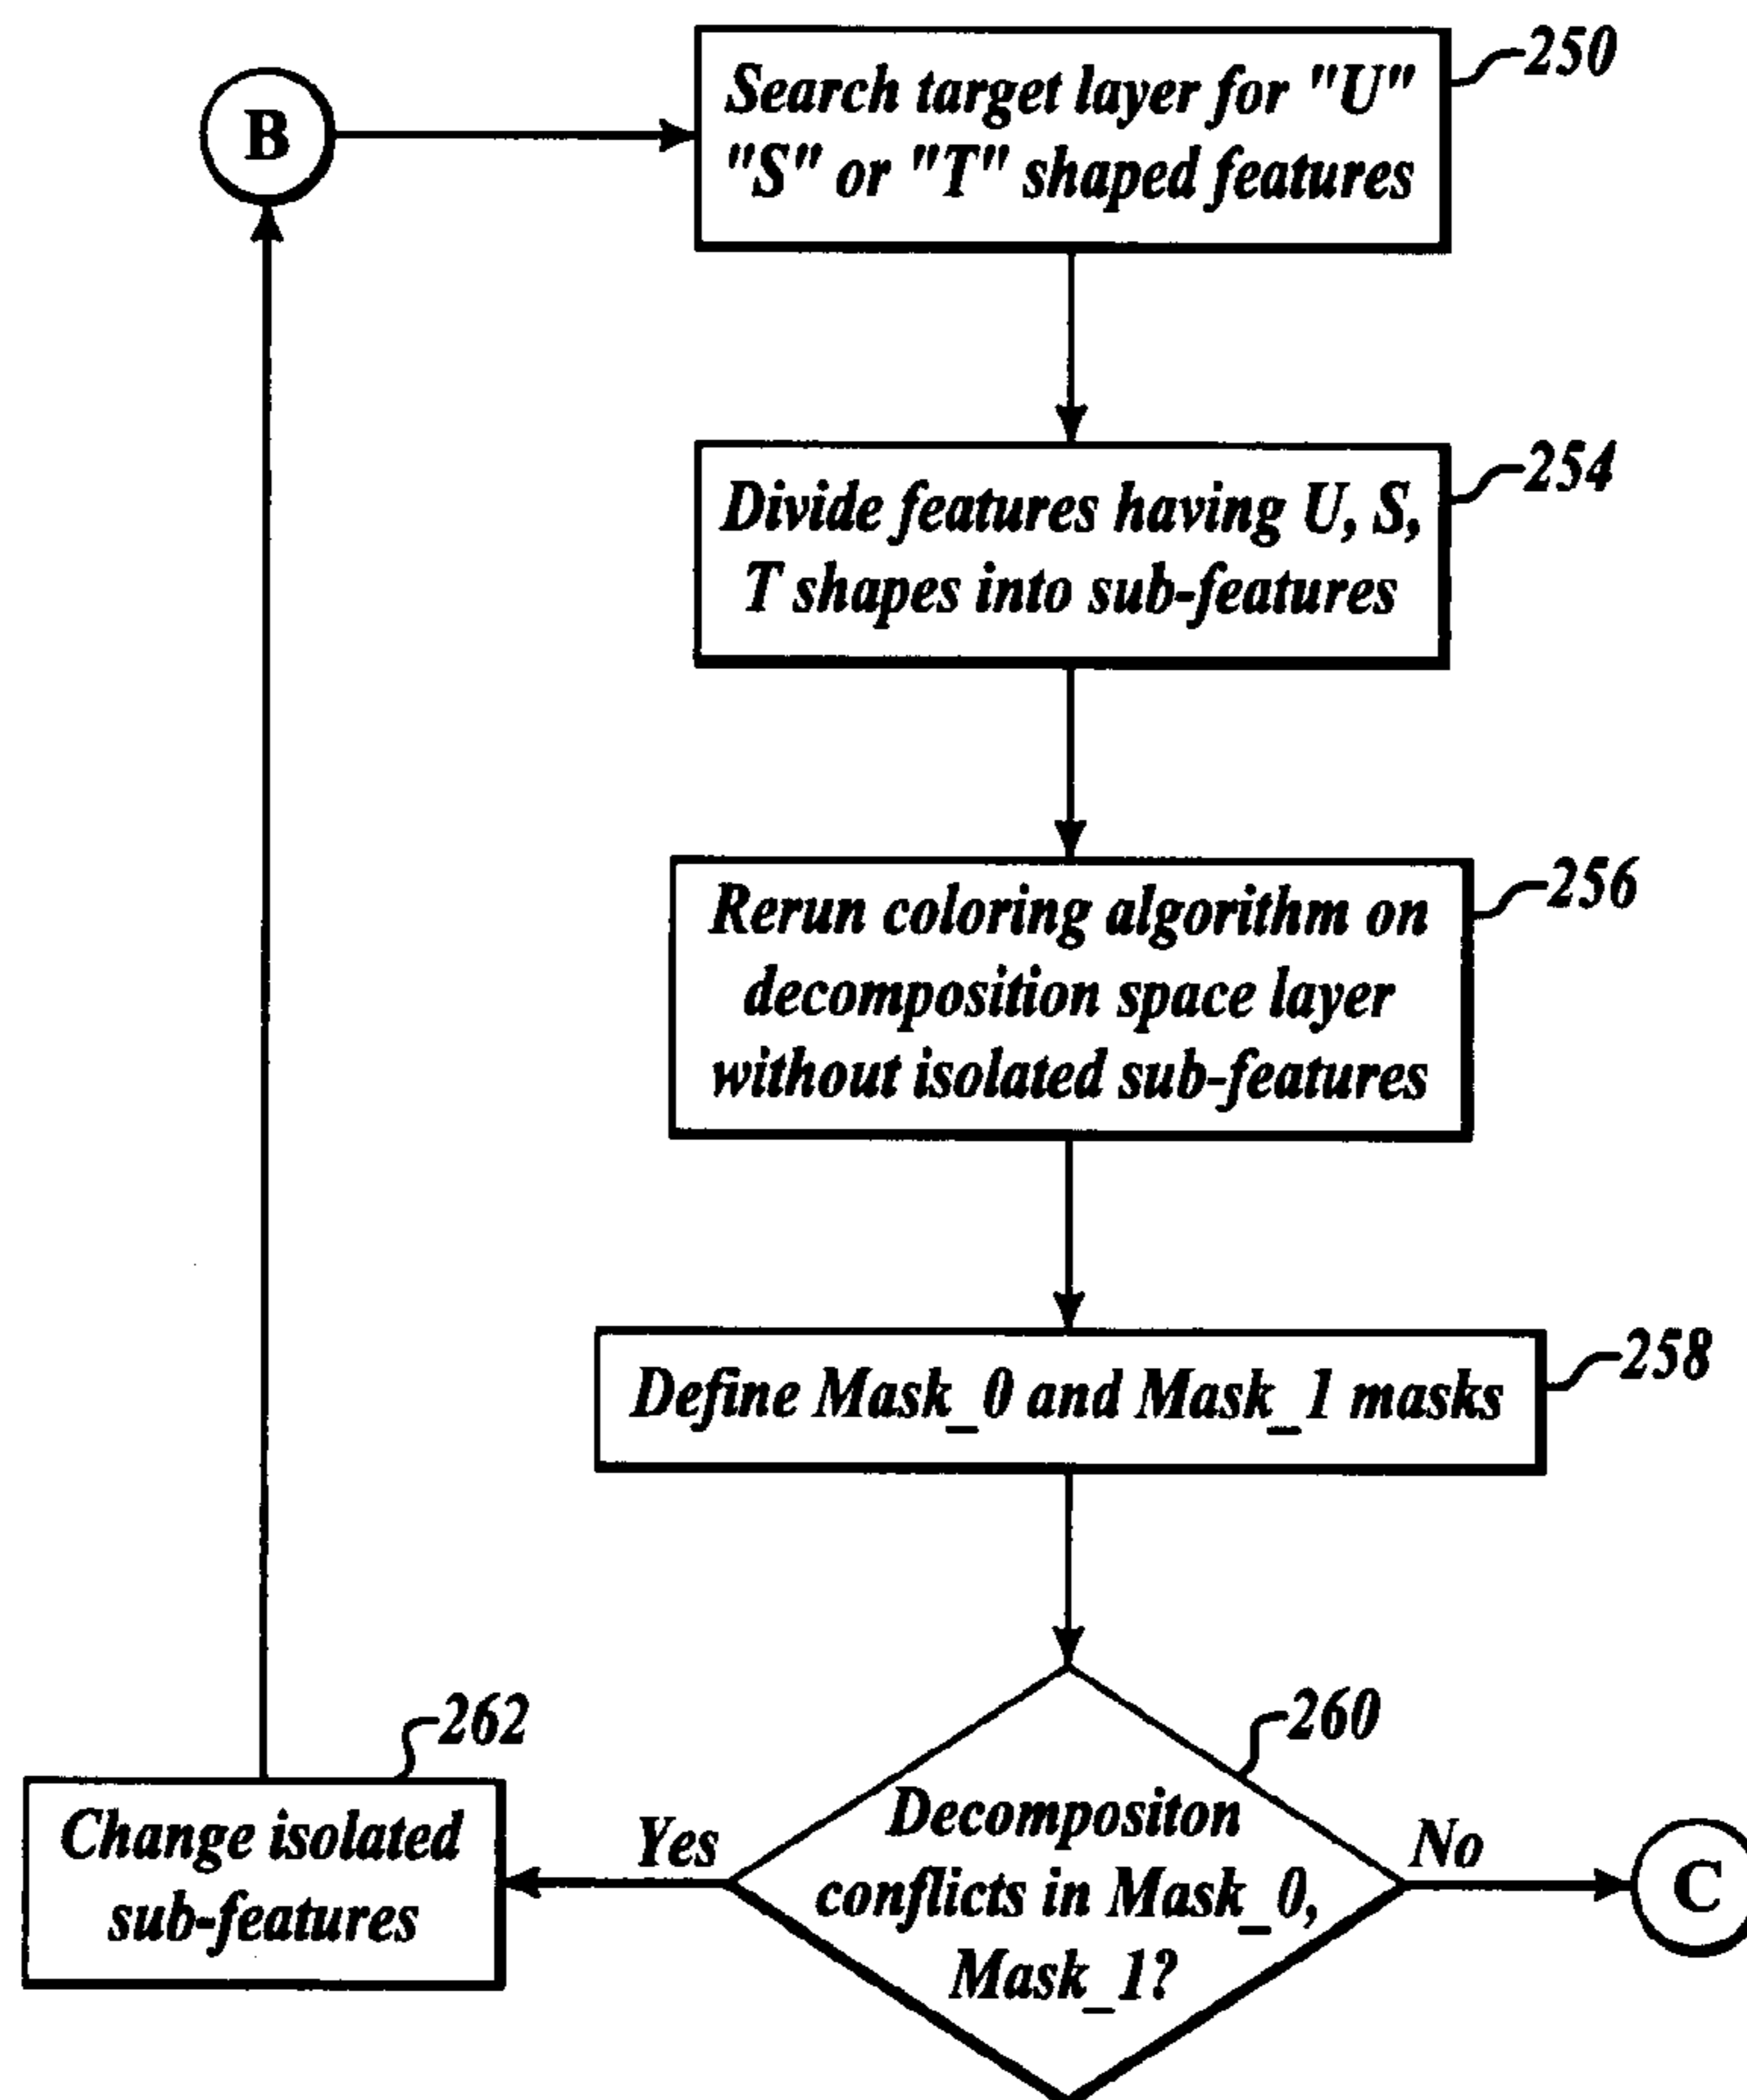 B
Search target layer for "U"
"S" or "T" shaped features
250
Divide features having U, S,
T shapes into sub-features
254
Rerun coloring algorithm on
decomposition space layer
without isolated sub-features
256
Define Mask_0 and Mask_1 masks
258
Decompositon
conflicts in Mask_0,
Mask_1?
260
Yes
No
C
Change isolated
sub-features
262